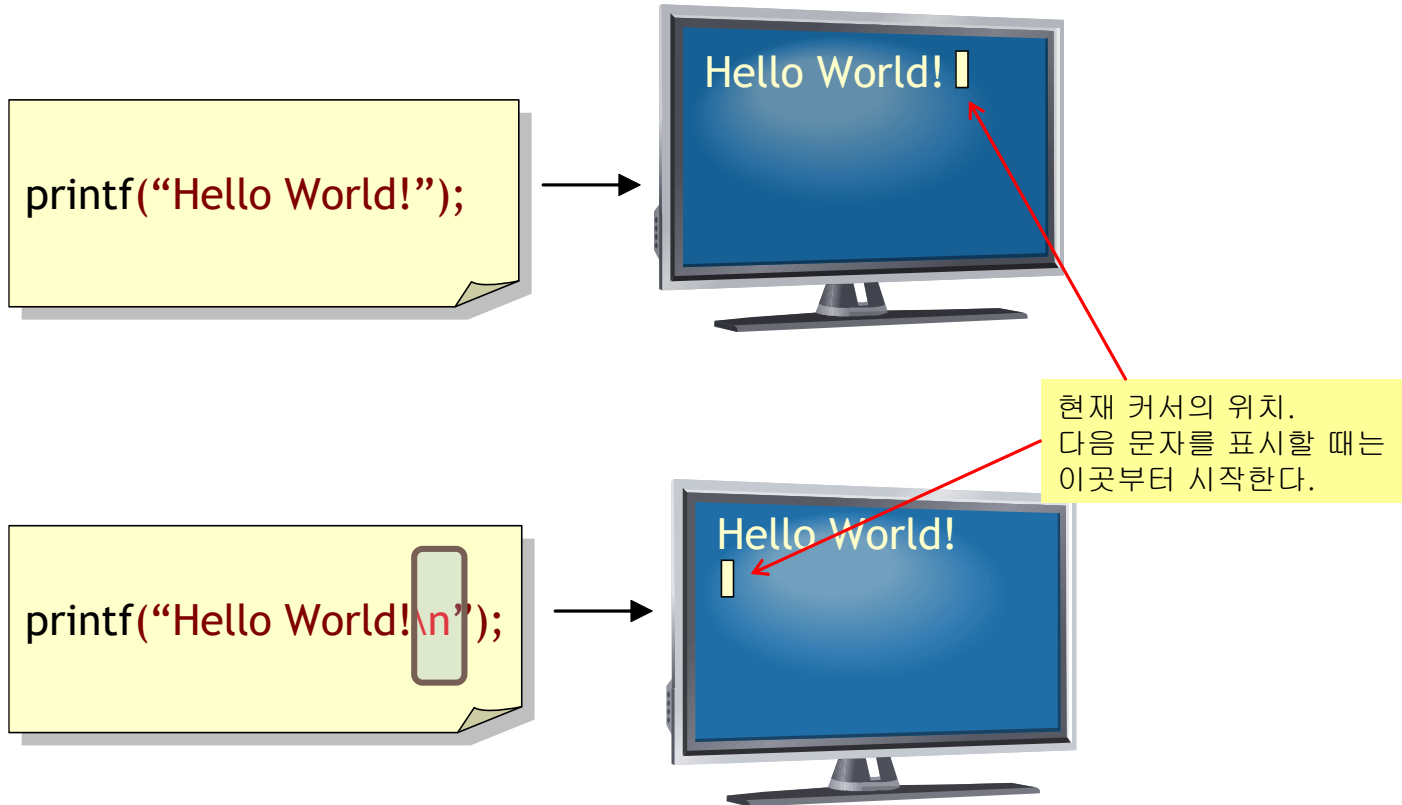 Hello World!
printf(“Hello World!”);
현재 커서의 위치.
다음 문자를 표시할 때는
이곳부터 시작한다.
Hello World!
printf(“Hello World!\n”);